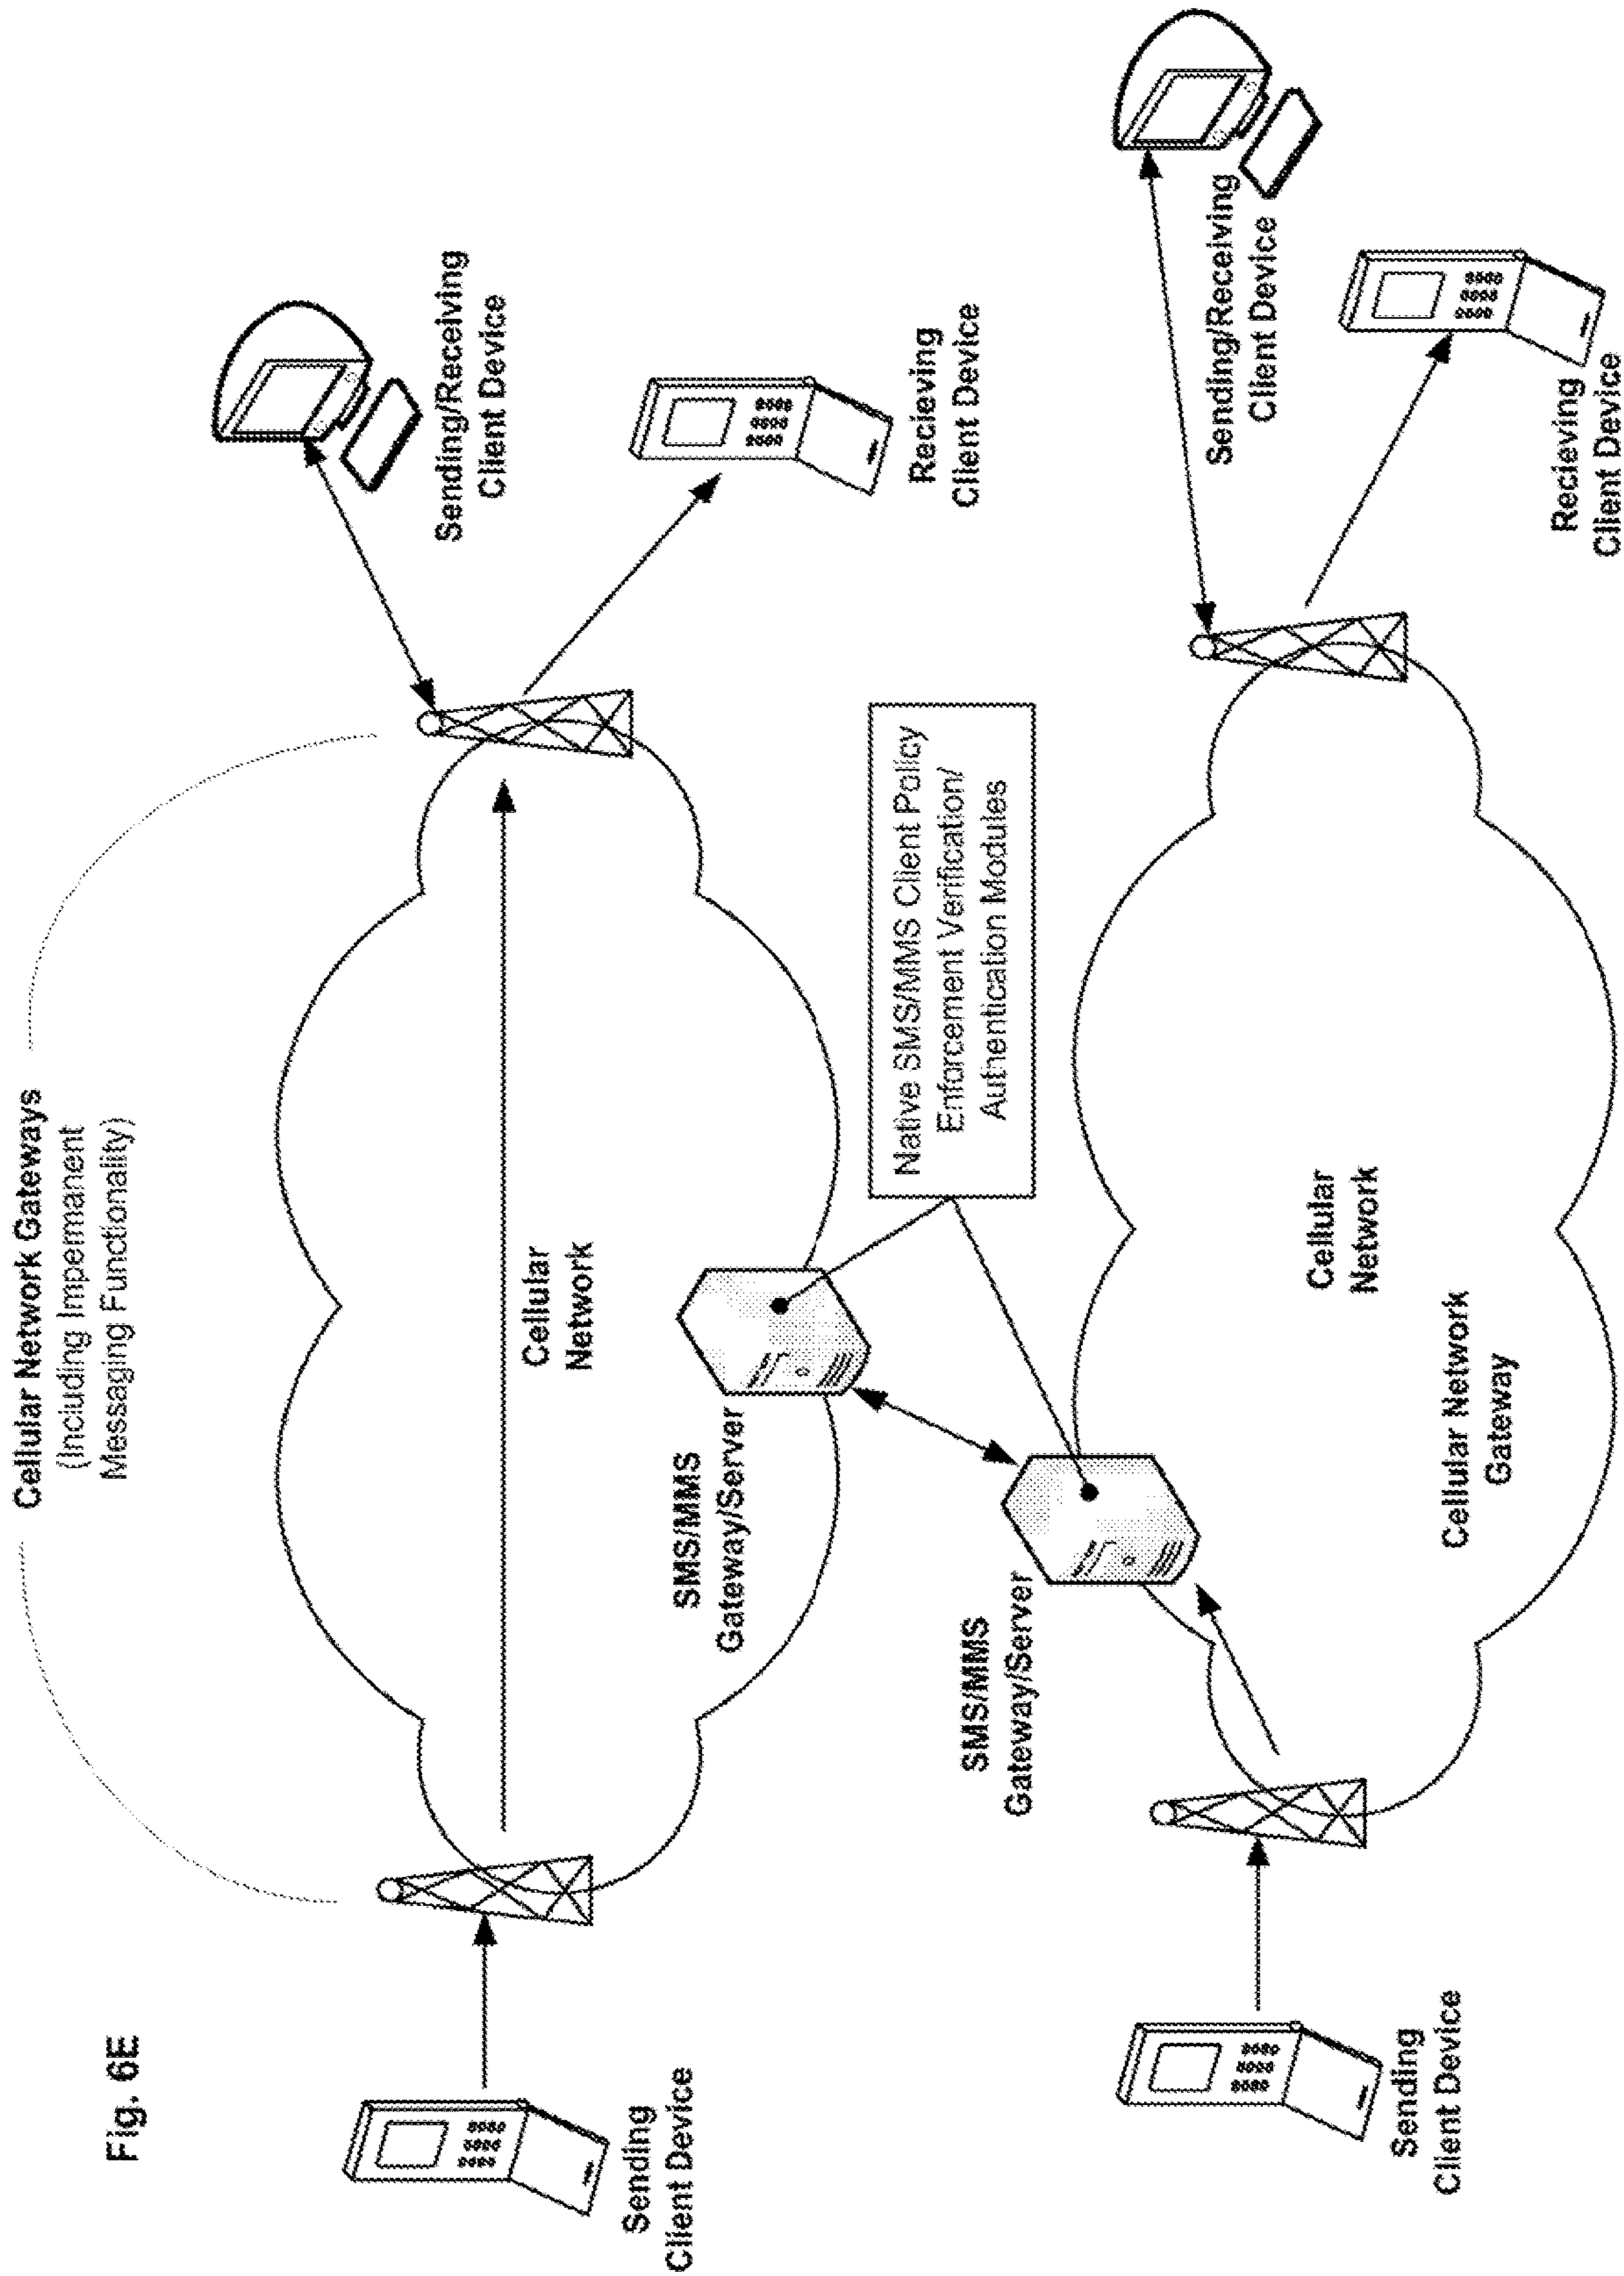 Fig. 6E
Cellular Network Gateways
(Including Impermanent
Messaging Functionality)
Sending
Client Device
Cellular
Network
Sending/Receiving
Client Device
Recieving
Client Device
SMS/MMS
Gateway/Server
Native SMS/MMS Client Policy
Enforcement Verification/
Authentication Modules
SMS/MMS
Gateway/Server
Sending
Client Device
Cellular
Network
Cellular Network
Gateway
Sending/Receiving
Client Device
Recieving
Client Device